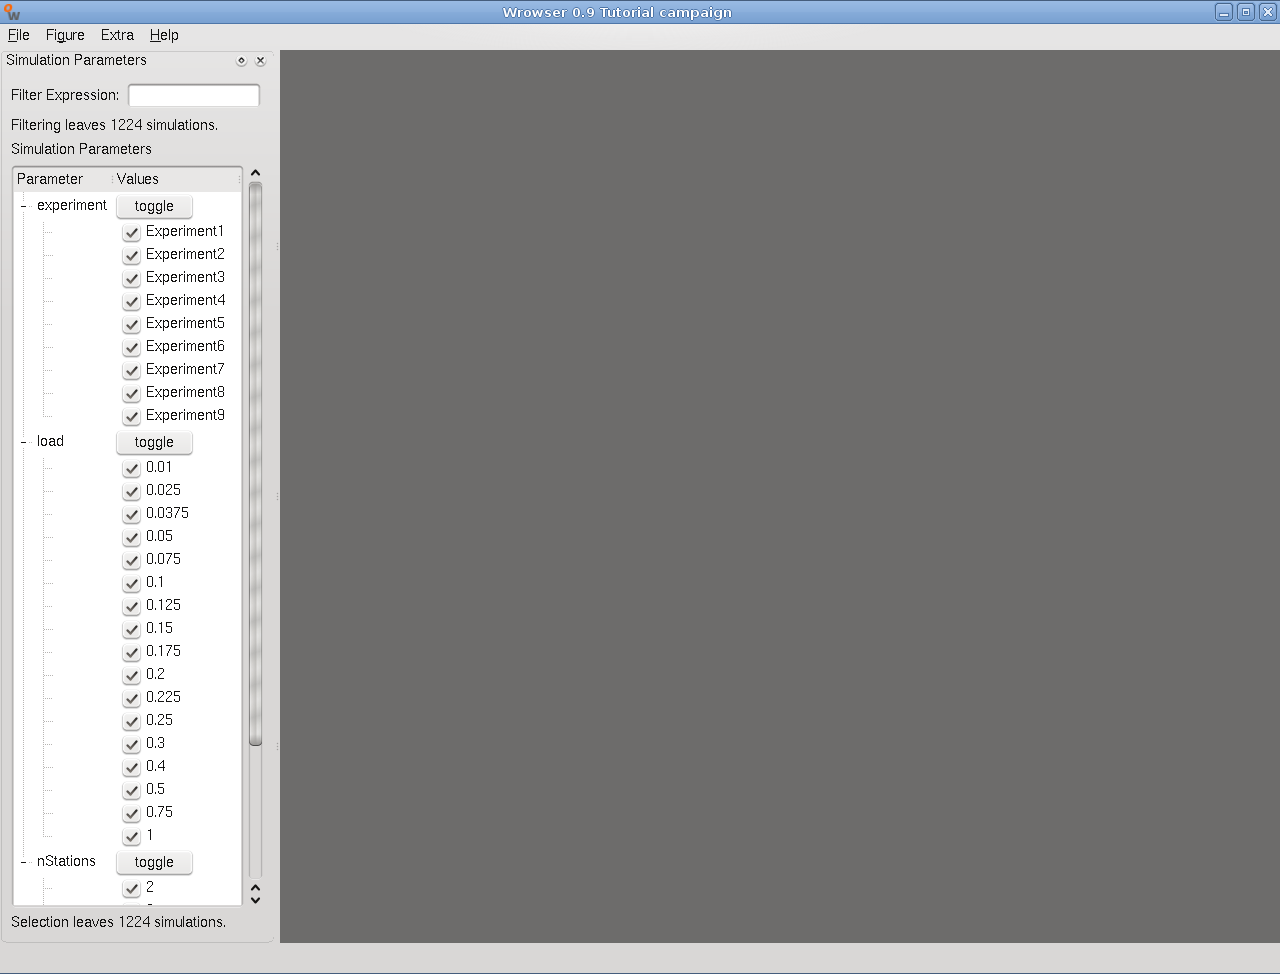 Wrowser 0.9 Tutorial campaign
File Figure Extra Help
Simulation Parameters
Filter Expression:
Filtering leaves 1224 simulations.
Simulation Parameters
Parameter Values
experiment toggle
Experiment1
Experiment2
Experiment3
Experiment4
Experiment5
Experiment6
Experiment7
Experiment8
Experiment9
load toggle
0.01
0.025
0.0375
0.05
0.075
0.1
0.125
0.15
0.175
0.2
0.225
0.25
0.3
0.4
0.5
0.75
1
nStations toggle
2
Selection leaves 1224 simulations.